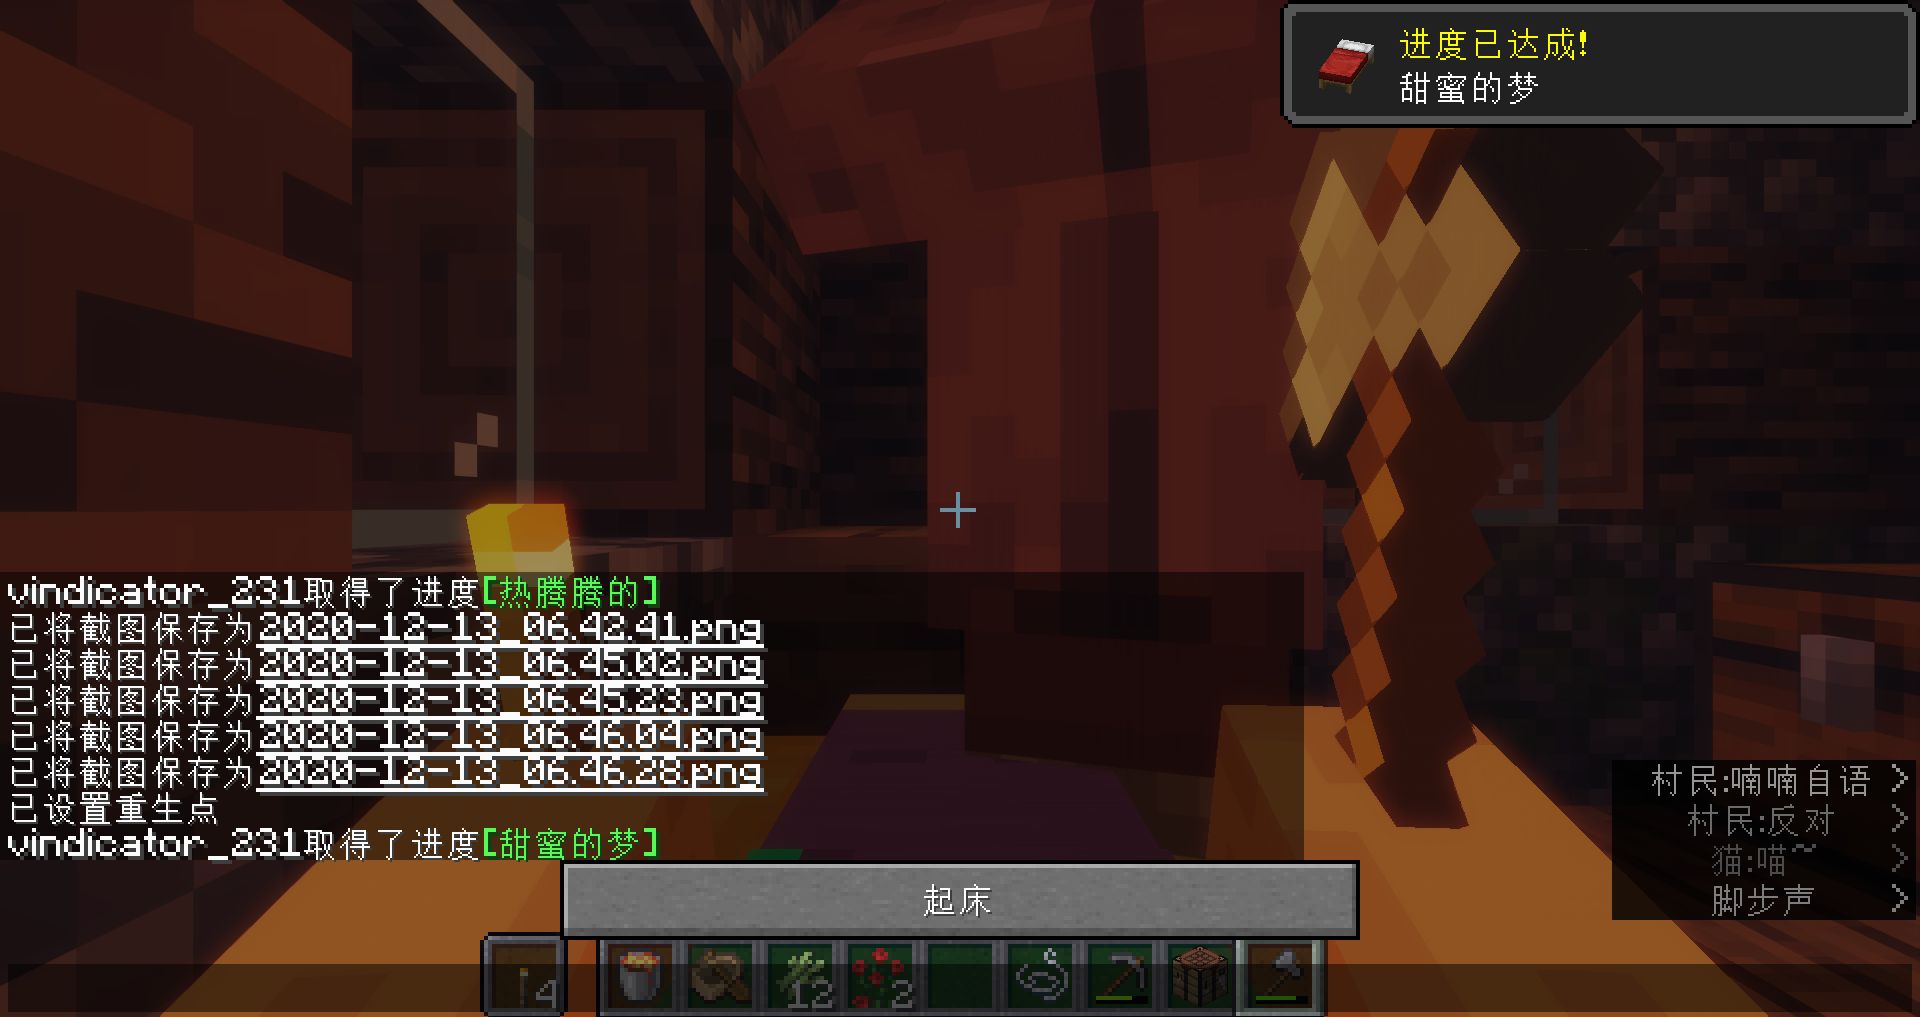 进度已达成!
甜蜜的梦
vindicator_231取得了进度[热腾腾的]
已将截图保存为2020-12-13_06.42.41.png
已将截图保存为2020-12-13_06.45.02.png
已将截图保存为2020-12-13_06.45.23.png
已将截图保存为2020-12-13_06.46.04.png
已将截图保存为2020-12-13_06.46.28.png
已设置重生点
vindicator_231取得了进度[甜蜜的梦]
村民:喃喃自语 >
村民:反对 >
猫:喵~ >
脚步声 >
起床
4 12 2